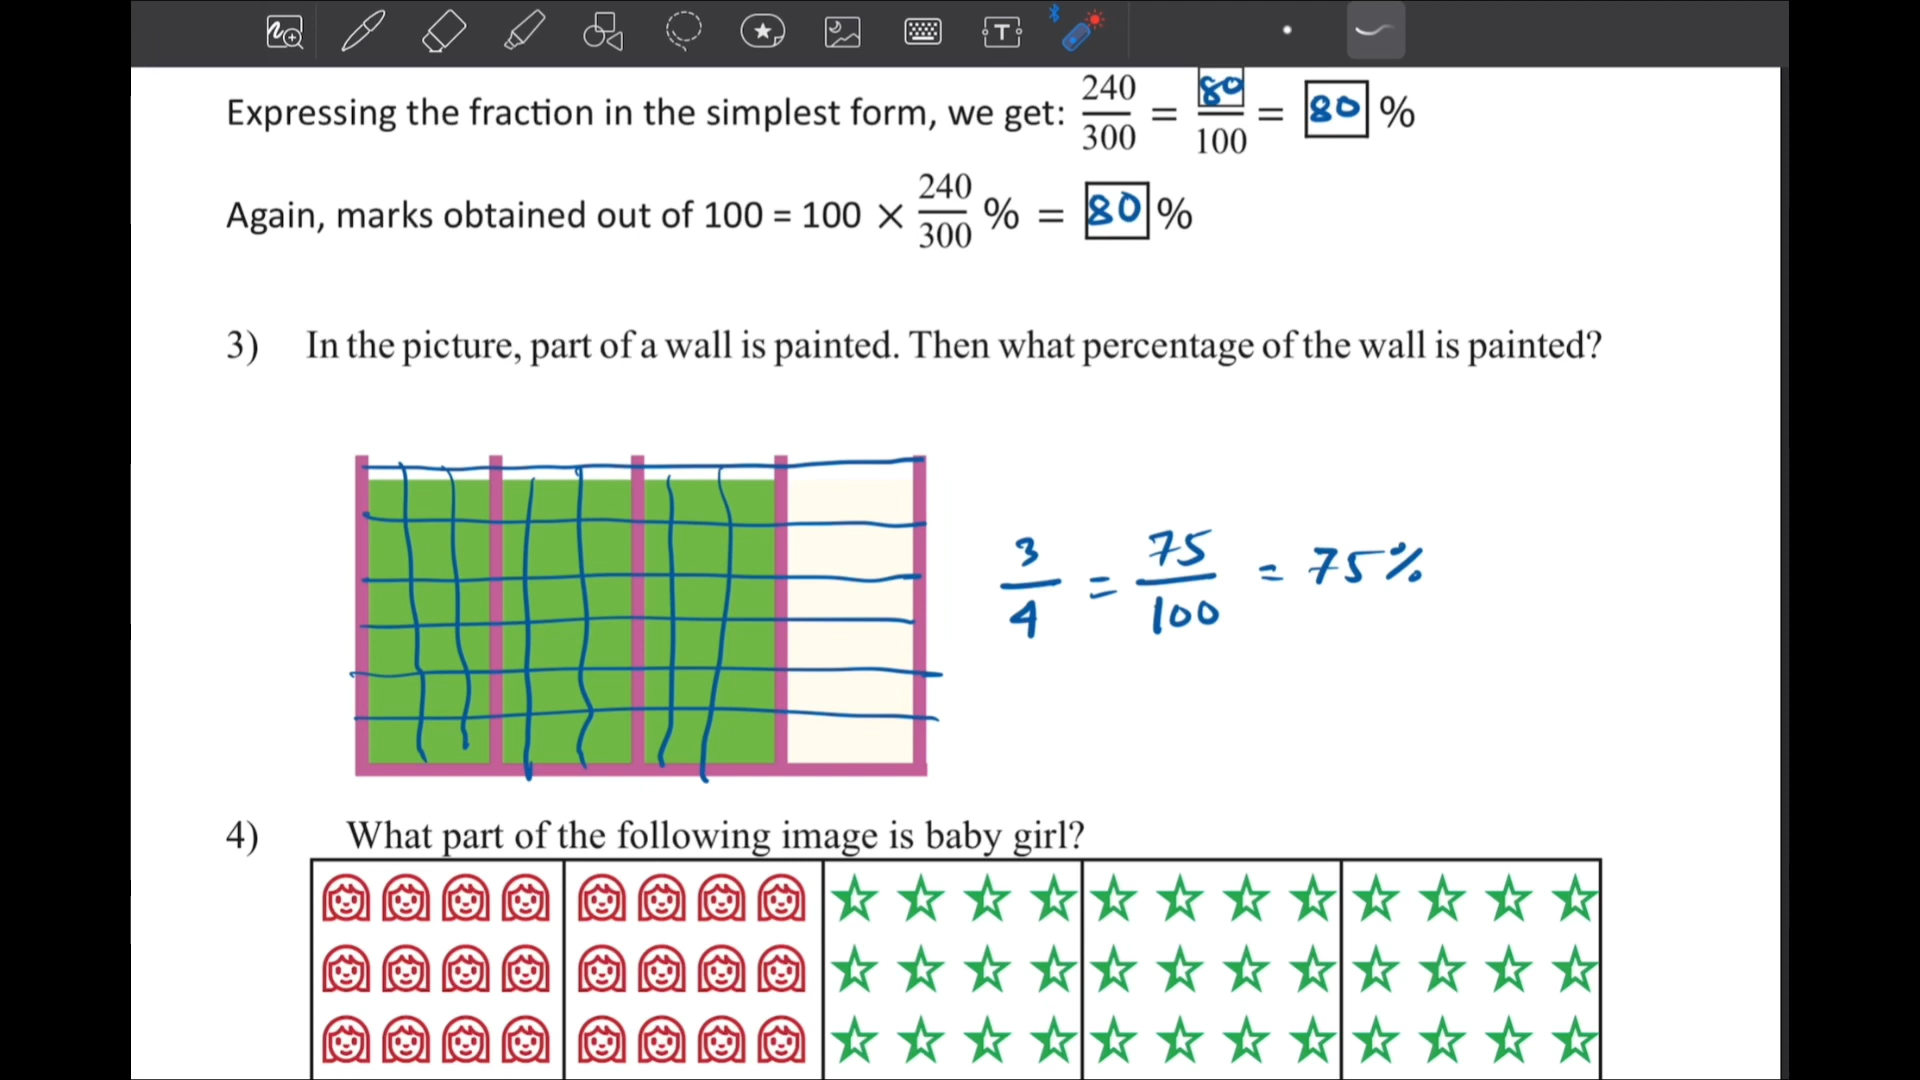 Expressing the fraction in the simplest form, we get: 240/300 = 80/100 = 80 %
Again, marks obtained out of 100 = 100 × 240/300 % = 80 %
3) In the picture, part of a wall is painted. Then what percentage of the wall is painted?
3/4 = 75/100 = 75%
4) What part of the following image is baby girl?